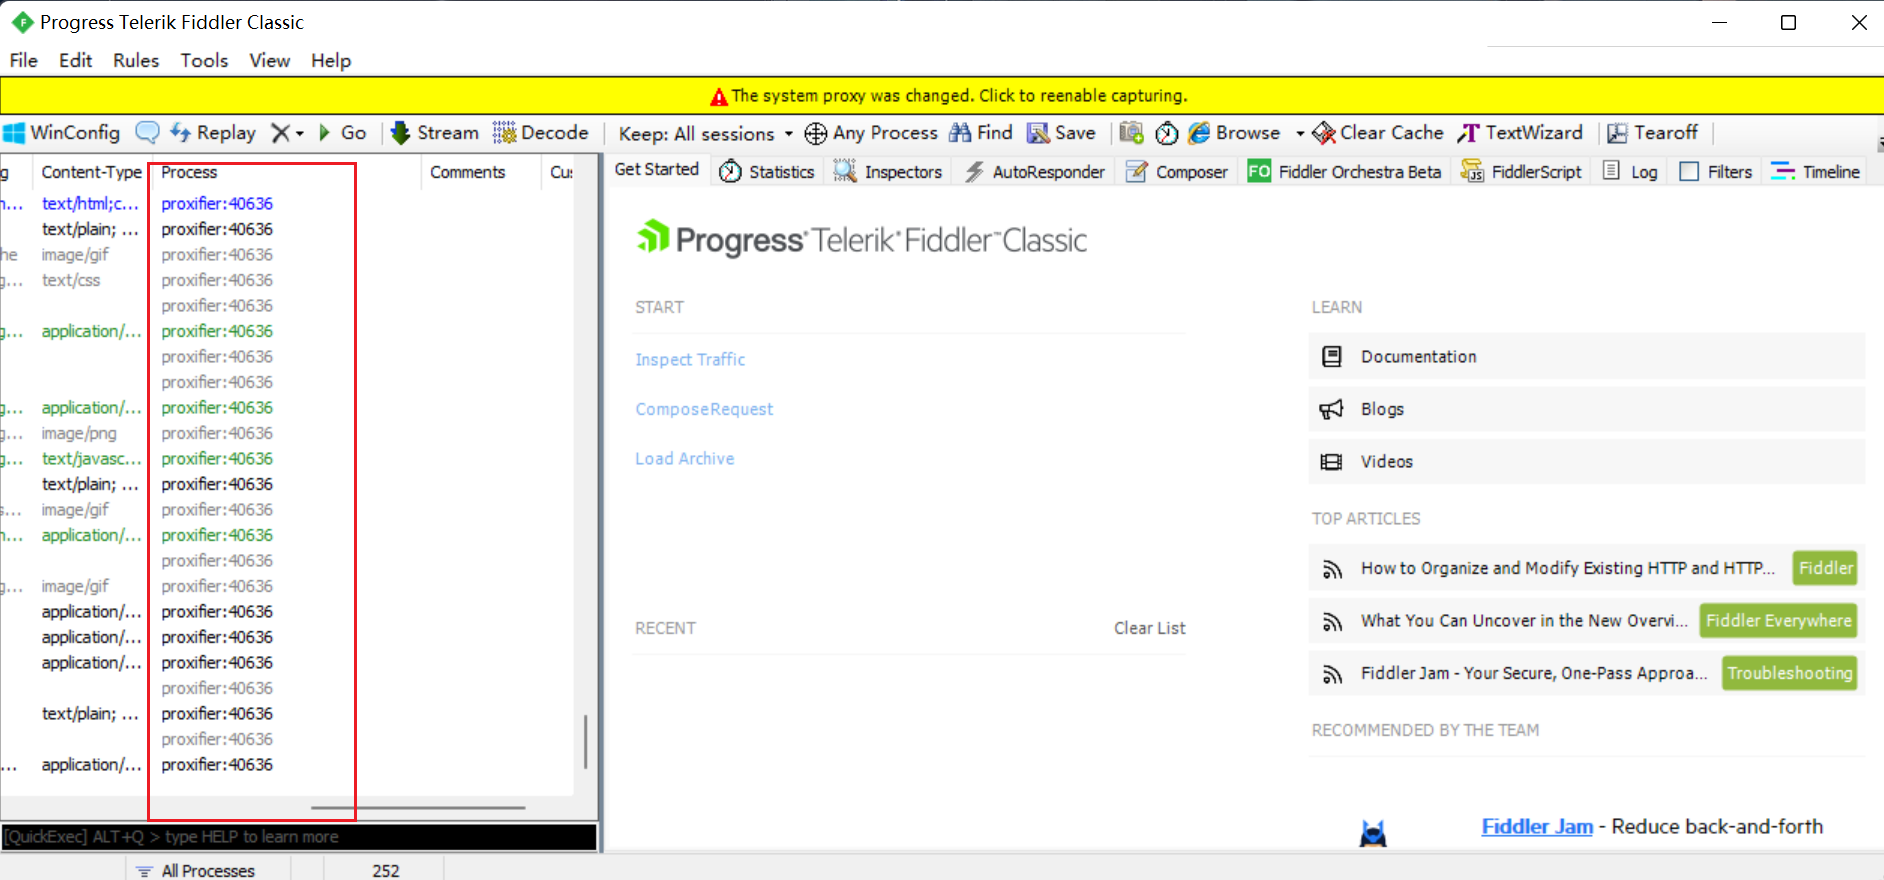 Progress Telerik Fiddler Classic
File Edit Rules Tools View Help
The system proxy was changed. Click to reenable capturing.
WinConfig Replay Go Stream Decode Keep: All sessions Any Process Find Save Browse Clear Cache TextWizard Tearoff
g Content-Type Process Comments Cu
n... text/html;c... proxifier:40636
text/plain; ... proxifier:40636
he image/gif proxifier:40636
g... text/css proxifier:40636
proxifier:40636
g... application/... proxifier:40636
proxifier:40636
proxifier:40636
g... application/... proxifier:40636
g... image/png proxifier:40636
g... text/javasc... proxifier:40636
text/plain; ... proxifier:40636
s... image/gif proxifier:40636
n... application/... proxifier:40636
proxifier:40636
g... image/gif proxifier:40636
application/... proxifier:40636
application/... proxifier:40636
application/... proxifier:40636
proxifier:40636
text/plain; ... proxifier:40636
proxifier:40636
... application/... proxifier:40636
[QuickExec] ALT+Q > type HELP to learn more
All Processes 252
Get Started Statistics Inspectors AutoResponder Composer FO Fiddler Orchestra Beta FiddlerScript Log Filters Timeline
Progress Telerik Fiddler™ Classic
START
Inspect Traffic
ComposeRequest
Load Archive
RECENT Clear List
LEARN
Documentation
Blogs
Videos
TOP ARTICLES
How to Organize and Modify Existing HTTP and HTTP... Fiddler
What You Can Uncover in the New Overvi... Fiddler Everywhere
Fiddler Jam - Your Secure, One-Pass Approa... Troubleshooting
RECOMMENDED BY THE TEAM
Fiddler Jam - Reduce back-and-forth